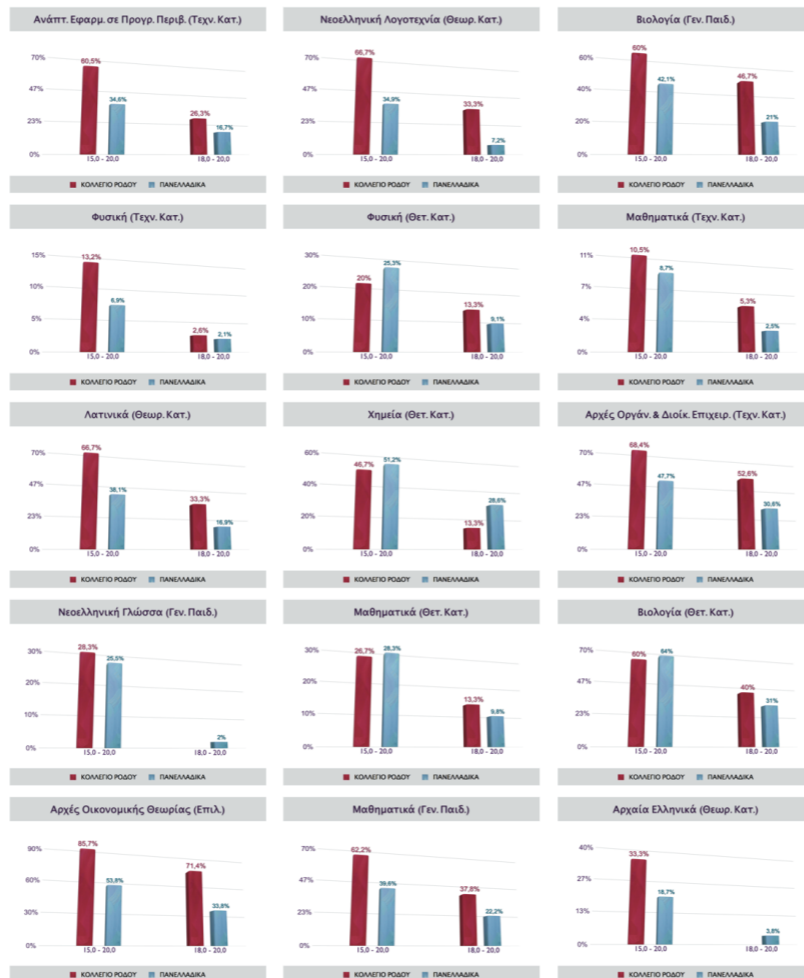 Ανάπτ. Εφαρμ. σε Προγρ. Περιβ. (Τεχν. Κατ.)
70%
47%
23%
0%
60,5%
34,6%
26,3%
16,7%
15,0 - 20,0
18,0 - 20,0
ΚΟΛΛΕΓΙΟ ΡΟΔΟΥ ΠΑΝΕΛΛΑΔΙΚΑ
Νεοελληνική Λογοτεχνία (Θεωρ. Κατ.)
70%
47%
23%
0%
66,7%
34,9%
33,3%
7,2%
15,0 - 20,0
18,0 - 20,0
ΚΟΛΛΕΓΙΟ ΡΟΔΟΥ ΠΑΝΕΛΛΑΔΙΚΑ
Βιολογία (Γεν. Παιδ.)
60%
40%
20%
0%
60%
42,1%
46,7%
21%
15,0 - 20,0
18,0 - 20,0
ΚΟΛΛΕΓΙΟ ΡΟΔΟΥ ΠΑΝΕΛΛΑΔΙΚΑ
Φυσική (Τεχν. Κατ.)
15%
10%
5%
0%
13,2%
6,9%
2,6%
2,1%
15,0 - 20,0
18,0 - 20,0
ΚΟΛΛΕΓΙΟ ΡΟΔΟΥ ΠΑΝΕΛΛΑΔΙΚΑ
Φυσική (Θετ. Κατ.)
30%
20%
10%
0%
20%
25,3%
13,3%
9,1%
15,0 - 20,0
18,0 - 20,0
ΚΟΛΛΕΓΙΟ ΡΟΔΟΥ ΠΑΝΕΛΛΑΔΙΚΑ
Μαθηματικά (Τεχν. Κατ.)
11%
7%
4%
0%
10,5%
8,7%
5,3%
2,5%
15,0 - 20,0
18,0 - 20,0
ΚΟΛΛΕΓΙΟ ΡΟΔΟΥ ΠΑΝΕΛΛΑΔΙΚΑ
Λατινικά (Θεωρ. Κατ.)
70%
47%
23%
0%
66,7%
38,1%
33,3%
16,9%
15,0 - 20,0
18,0 - 20,0
ΚΟΛΛΕΓΙΟ ΡΟΔΟΥ ΠΑΝΕΛΛΑΔΙΚΑ
Χημεία (Θετ. Κατ.)
60%
40%
20%
0%
46,7%
51,2%
13,3%
15,0 - 20,0
18,0 - 20,0
ΚΟΛΛΕΓΙΟ ΡΟΔΟΥ ΠΑΝΕΛΛΑΔΙΚΑ
Αρχές Οργάν. & Διοίκ. Επιχειρ. (Τεχν. Κατ.)
70%
47%
23%
0%
68,4%
47,7%
52,6%
30,6%
15,0 - 20,0
18,0 - 20,0
ΚΟΛΛΕΓΙΟ ΡΟΔΟΥ ΠΑΝΕΛΛΑΔΙΚΑ
Νεοελληνική Γλώσσα (Γεν. Παιδ.)
30%
20%
10%
0%
28,3%
25,5%
2%
15,0 - 20,0
18,0 - 20,0
ΚΟΛΛΕΓΙΟ ΡΟΔΟΥ ΠΑΝΕΛΛΑΔΙΚΑ
Μαθηματικά (Θετ. Κατ.)
30%
20%
10%
0%
26,7%
28,3%
13,3%
9,8%
15,0 - 20,0
18,0 - 20,0
ΚΟΛΛΕΓΙΟ ΡΟΔΟΥ ΠΑΝΕΛΛΑΔΙΚΑ
Βιολογία (Θετ. Κατ.)
70%
47%
23%
0%
60%
64%
40%
31%
15,0 - 20,0
18,0 - 20,0
ΚΟΛΛΕΓΙΟ ΡΟΔΟΥ ΠΑΝΕΛΛΑΔΙΚΑ
Αρχές Οικονομικής Θεωρίας (Επιλ.)
90%
60%
30%
0%
85,7%
53,8%
71,4%
33,8%
15,0 - 20,0
18,0 - 20,0
ΚΟΛΛΕΓΙΟ ΡΟΔΟΥ ΠΑΝΕΛΛΑΔΙΚΑ
Μαθηματικά (Γεν. Παιδ.)
70%
47%
23%
0%
62,2%
39,6%
37,8%
22,2%
15,0 - 20,0
18,0 - 20,0
ΚΟΛΛΕΓΙΟ ΡΟΔΟΥ ΠΑΝΕΛΛΑΔΙΚΑ
Αρχαία Ελληνικά (Θεωρ. Κατ.)
40%
27%
13%
0%
33,3%
18,7%
3,8%
15,0 - 20,0
18,0 - 20,0
ΚΟΛΛΕΓΙΟ ΡΟΔΟΥ ΠΑΝΕΛΛΑΔΙΚΑ